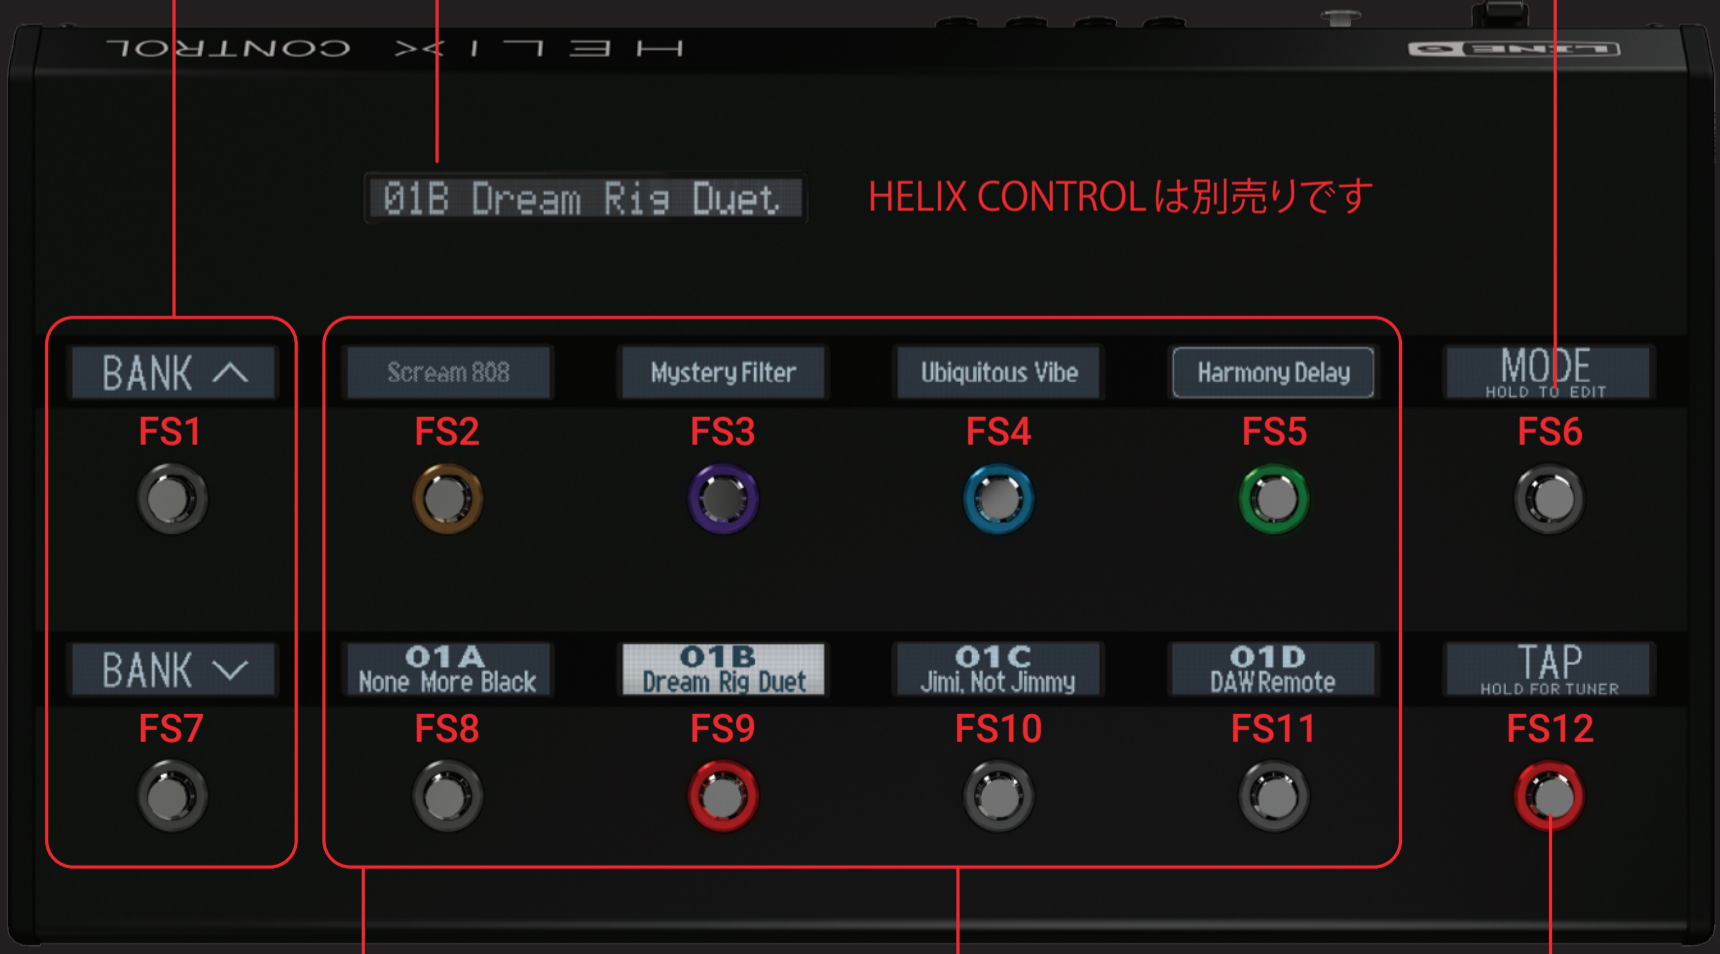 HELIX CONTROL
LINE 6
01B Dream Rig Duet
HELIX CONTROL は別売りです
BANK
Scream 808
Mystery Filter
Ubiquitous Vibe
Harmony Delay
MODE
HOLD TO EDIT
FS1
FS2
FS3
FS4
FS5
FS6
BANK
01A
None More Black
01B
Dream Rig Duet
01C
Jimi, Not Jimmy
01D
DAW Remote
TAP
HOLD FOR TUNER
FS7
FS8
FS9
FS10
FS11
FS12